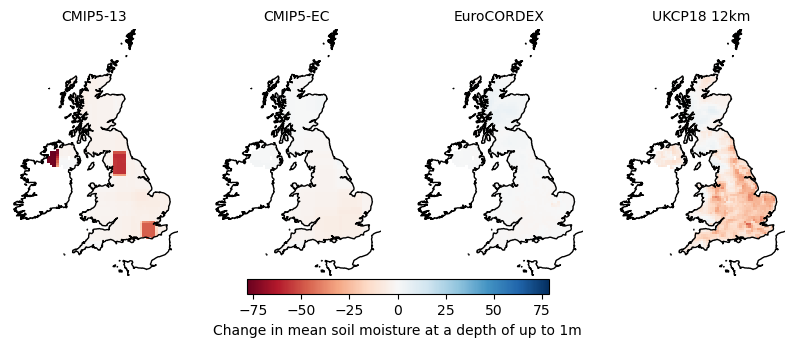 CMIP5-13 CMIP5-EC EuroCORDEX UKCP18 12km
−75 −50 −25 0 25 50 75
Change in mean soil moisture at a depth of up to 1m